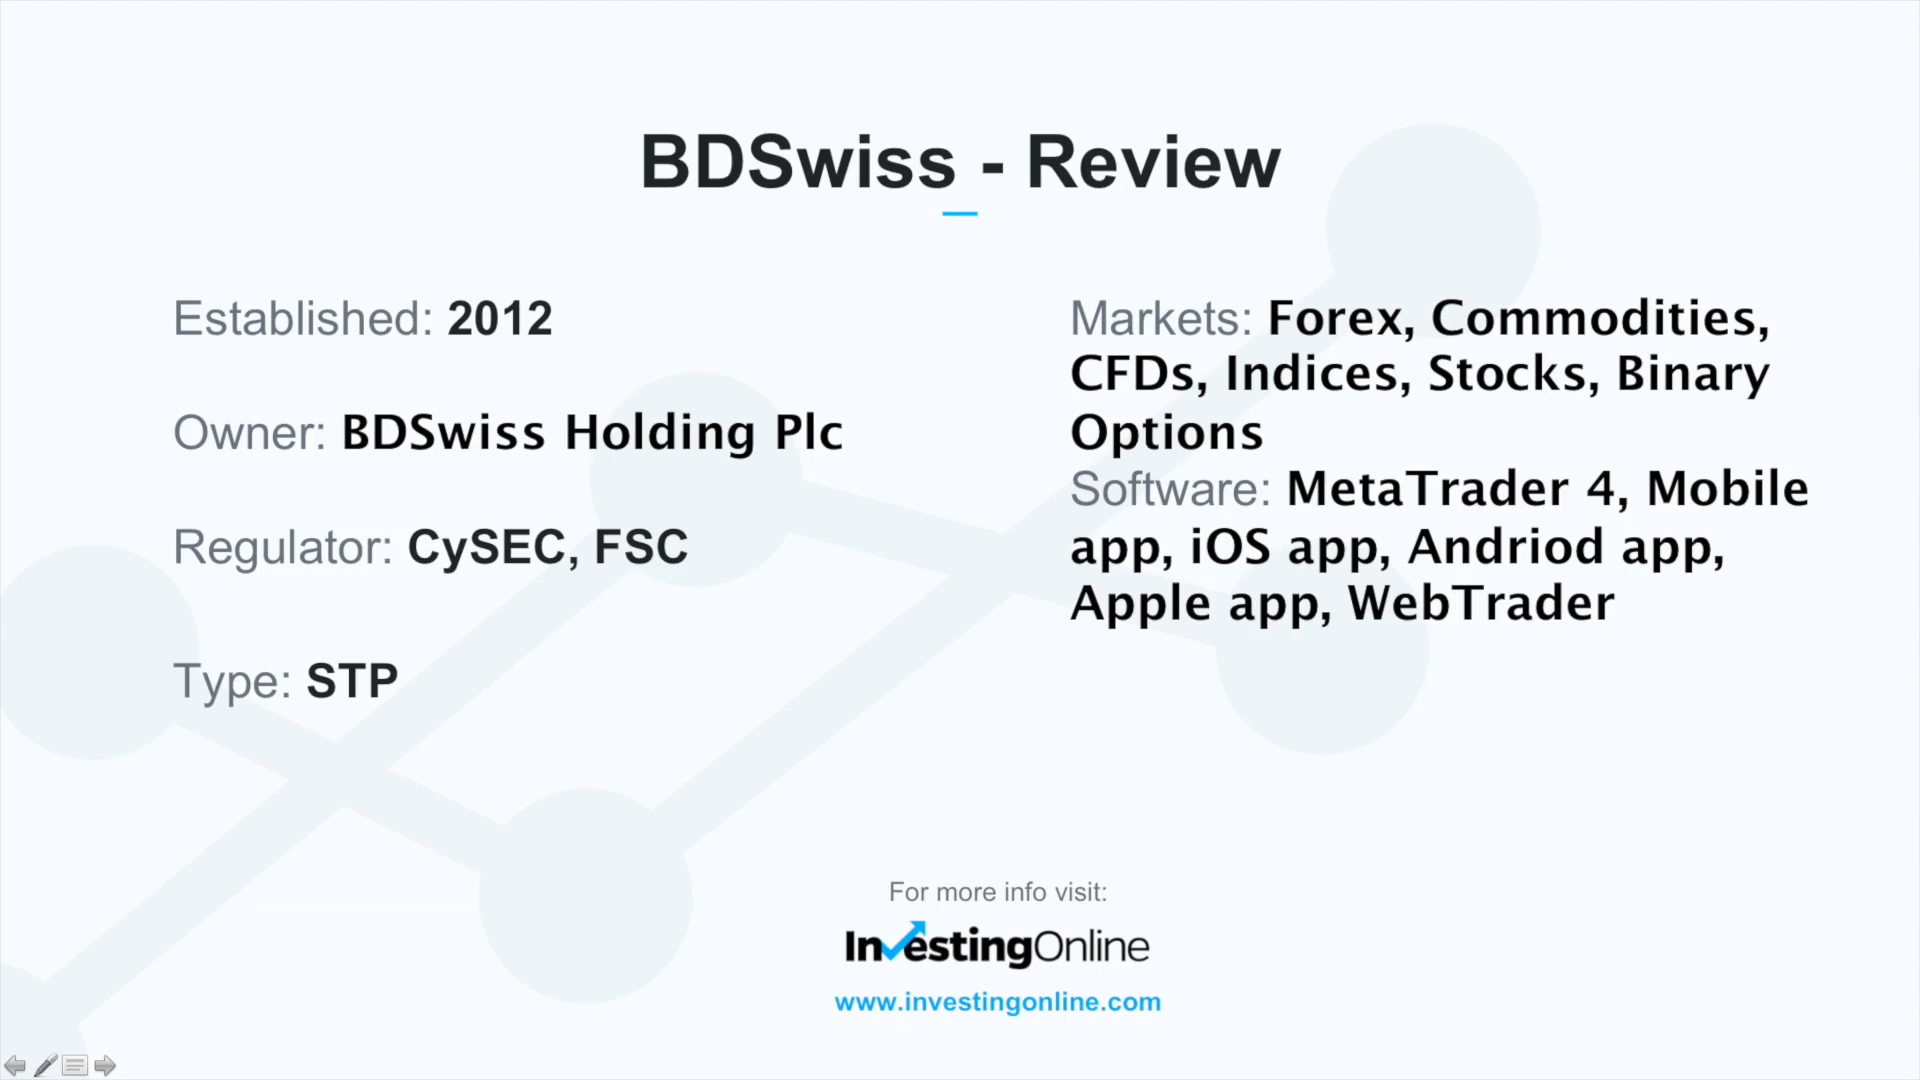 BDSwiss - Review
Established: 2012
Owner: BDSwiss Holding Plc
Regulator: CySEC, FSC
Type: STP
Markets: Forex, Commodities,
CFDs, Indices, Stocks, Binary
Options
Software: MetaTrader 4, Mobile
app, iOS app, Andriod app,
Apple app, WebTrader
For more info visit:
InvestingOnline
www.investingonline.com